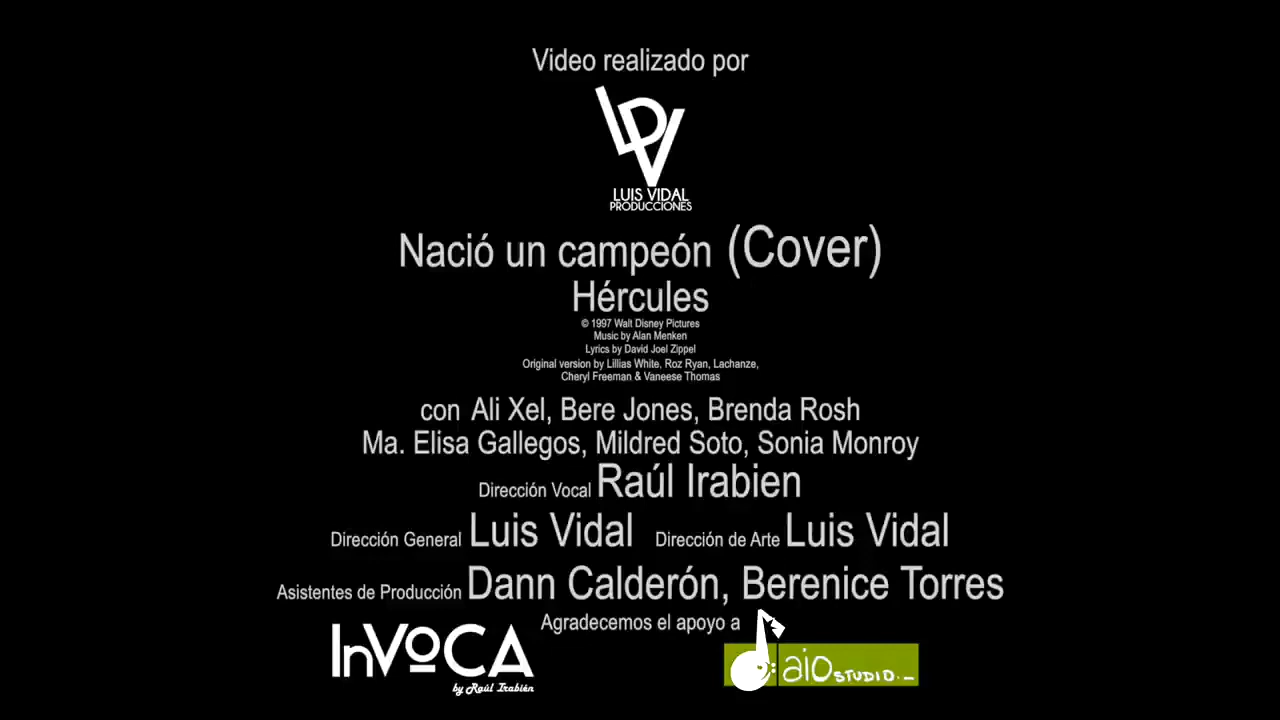 Video realizado por
LPV
LUIS VIDAL
PRODUCCIONES
Nació un campeón (Cover)
Hércules
© 1997 Walt Disney Pictures
Music by Alan Menken
Lyrics by David Joel Zippel
Original version by Lillias White, Roz Ryan, Lachanze,
Cheryl Freeman & Vaneese Thomas
con Ali Xel, Bere Jones, Brenda Rosh
Ma. Elisa Gallegos, Mildred Soto, Sonia Monroy
Dirección Vocal Raúl Irabien
Dirección General Luis Vidal Dirección de Arte Luis Vidal
Asistentes de Producción Dann Calderón, Berenice Torres
Agradecemos el apoyo a
InVoCA
by Raúl Irabién
aio STUDIO._